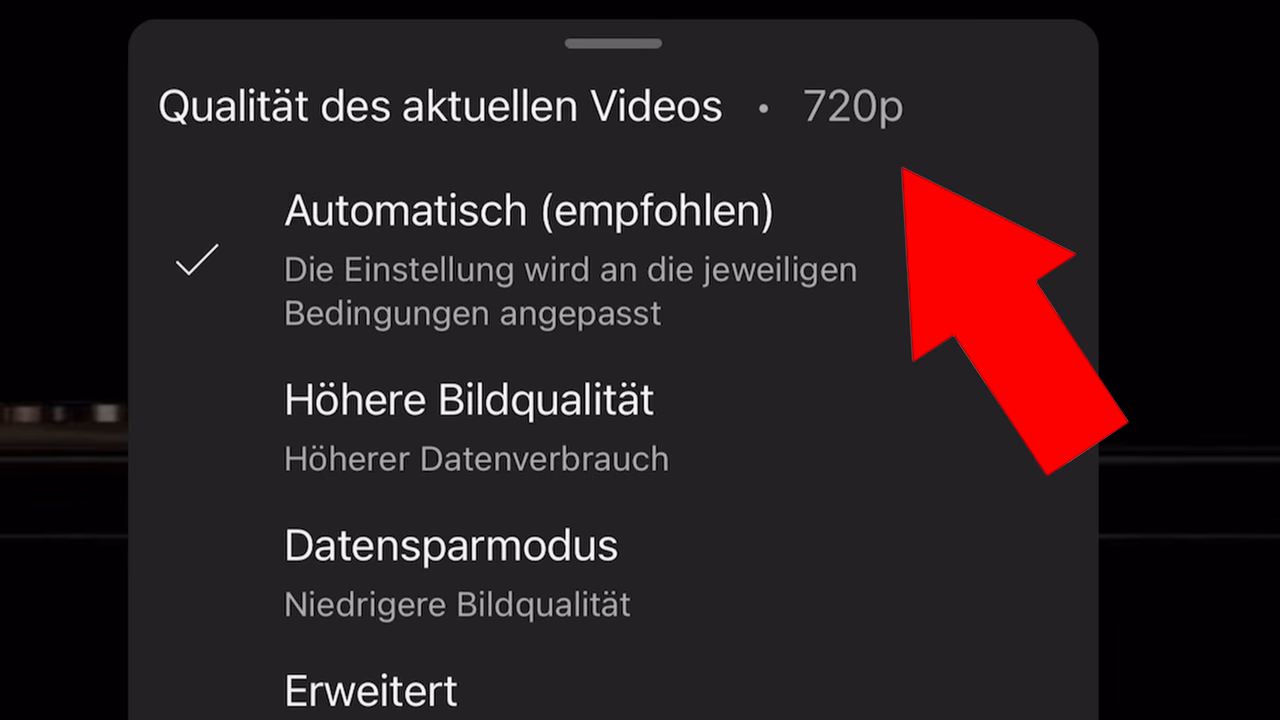 Qualität des aktuellen Videos • 720p
Automatisch (empfohlen)
Die Einstellung wird an die jeweiligen
Bedingungen angepasst
Höhere Bildqualität
Höherer Datenverbrauch
Datensparmodus
Niedrigere Bildqualität
Erweitert